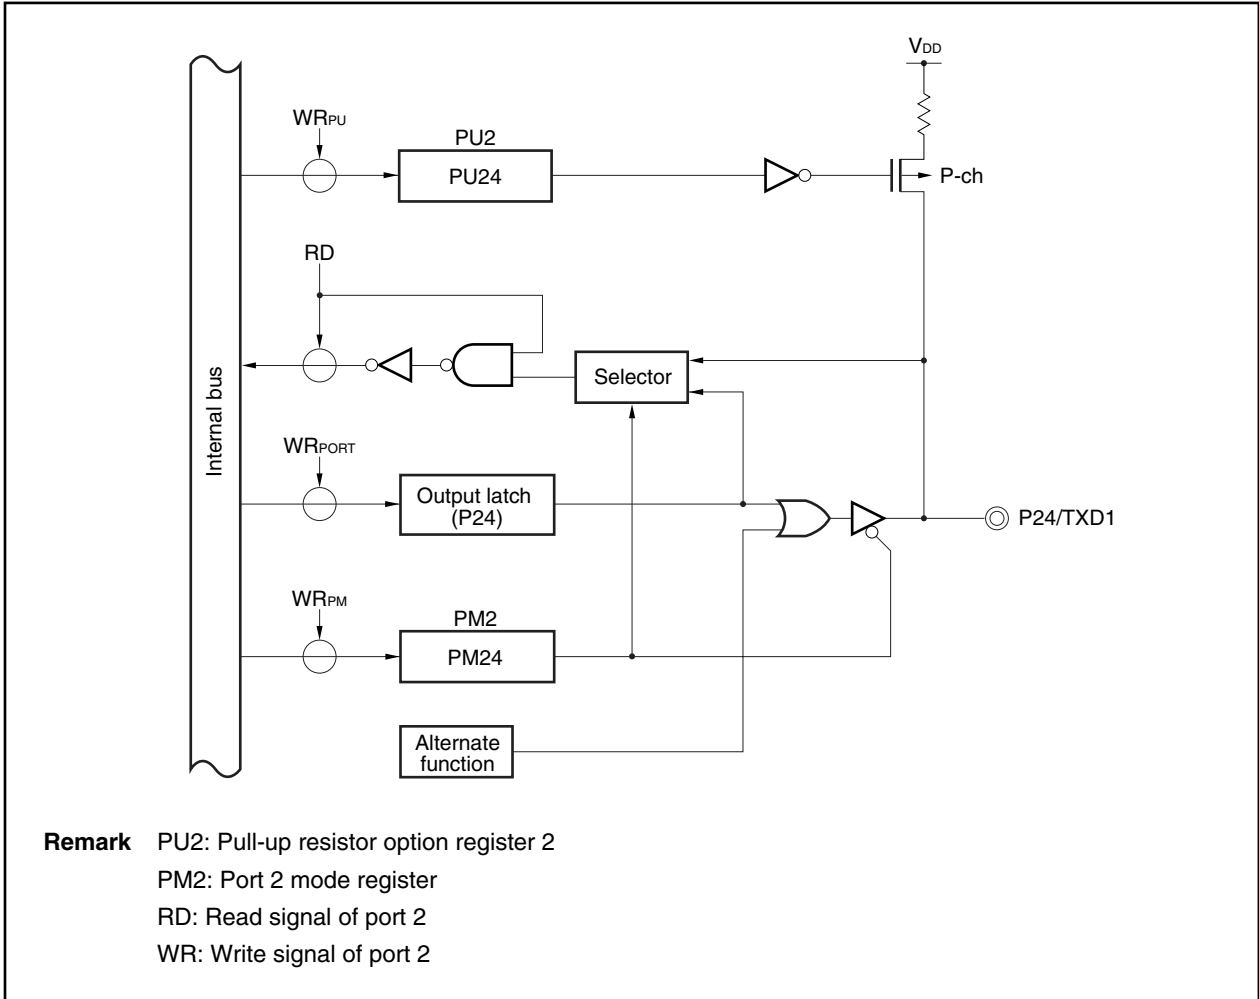 VDD
WRPU
PU2
PU24
P-ch
RD
Selector
Internal bus
WRPORT
Output latch
(P24)
P24/TXD1
WRPM
PM2
PM24
Alternate
function
Remark PU2: Pull-up resistor option register 2
PM2: Port 2 mode register
RD: Read signal of port 2
WR: Write signal of port 2